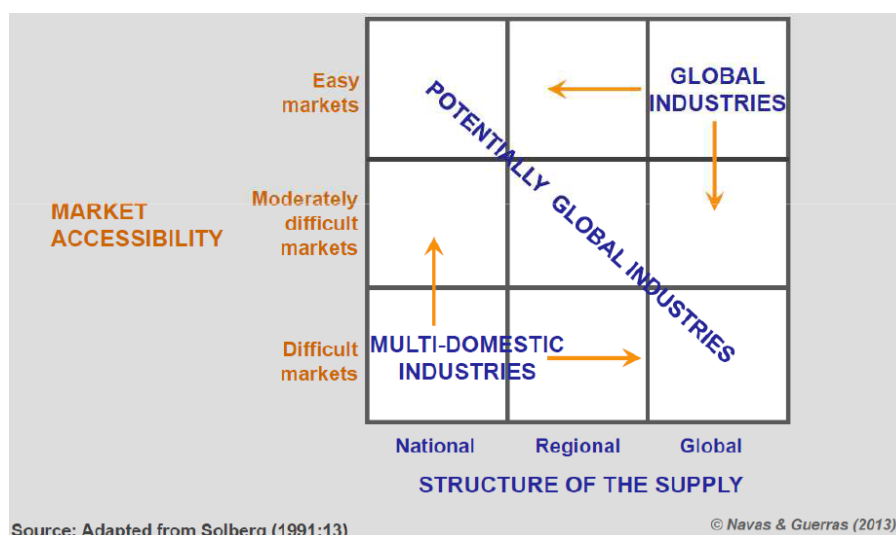 Easy
markets
GLOBAL
INDUSTRIES
POTENTIALLY GLOBAL INDUSTRIES
MARKET
ACCESSIBILITY
Moderately
difficult
markets
Difficult
markets
MULTI-DOMESTIC
INDUSTRIES
National
Regional
Global
STRUCTURE OF THE SUPPLY
Source: Adapted from Solberg (1991:13)
© Navas & Guerras (2013)